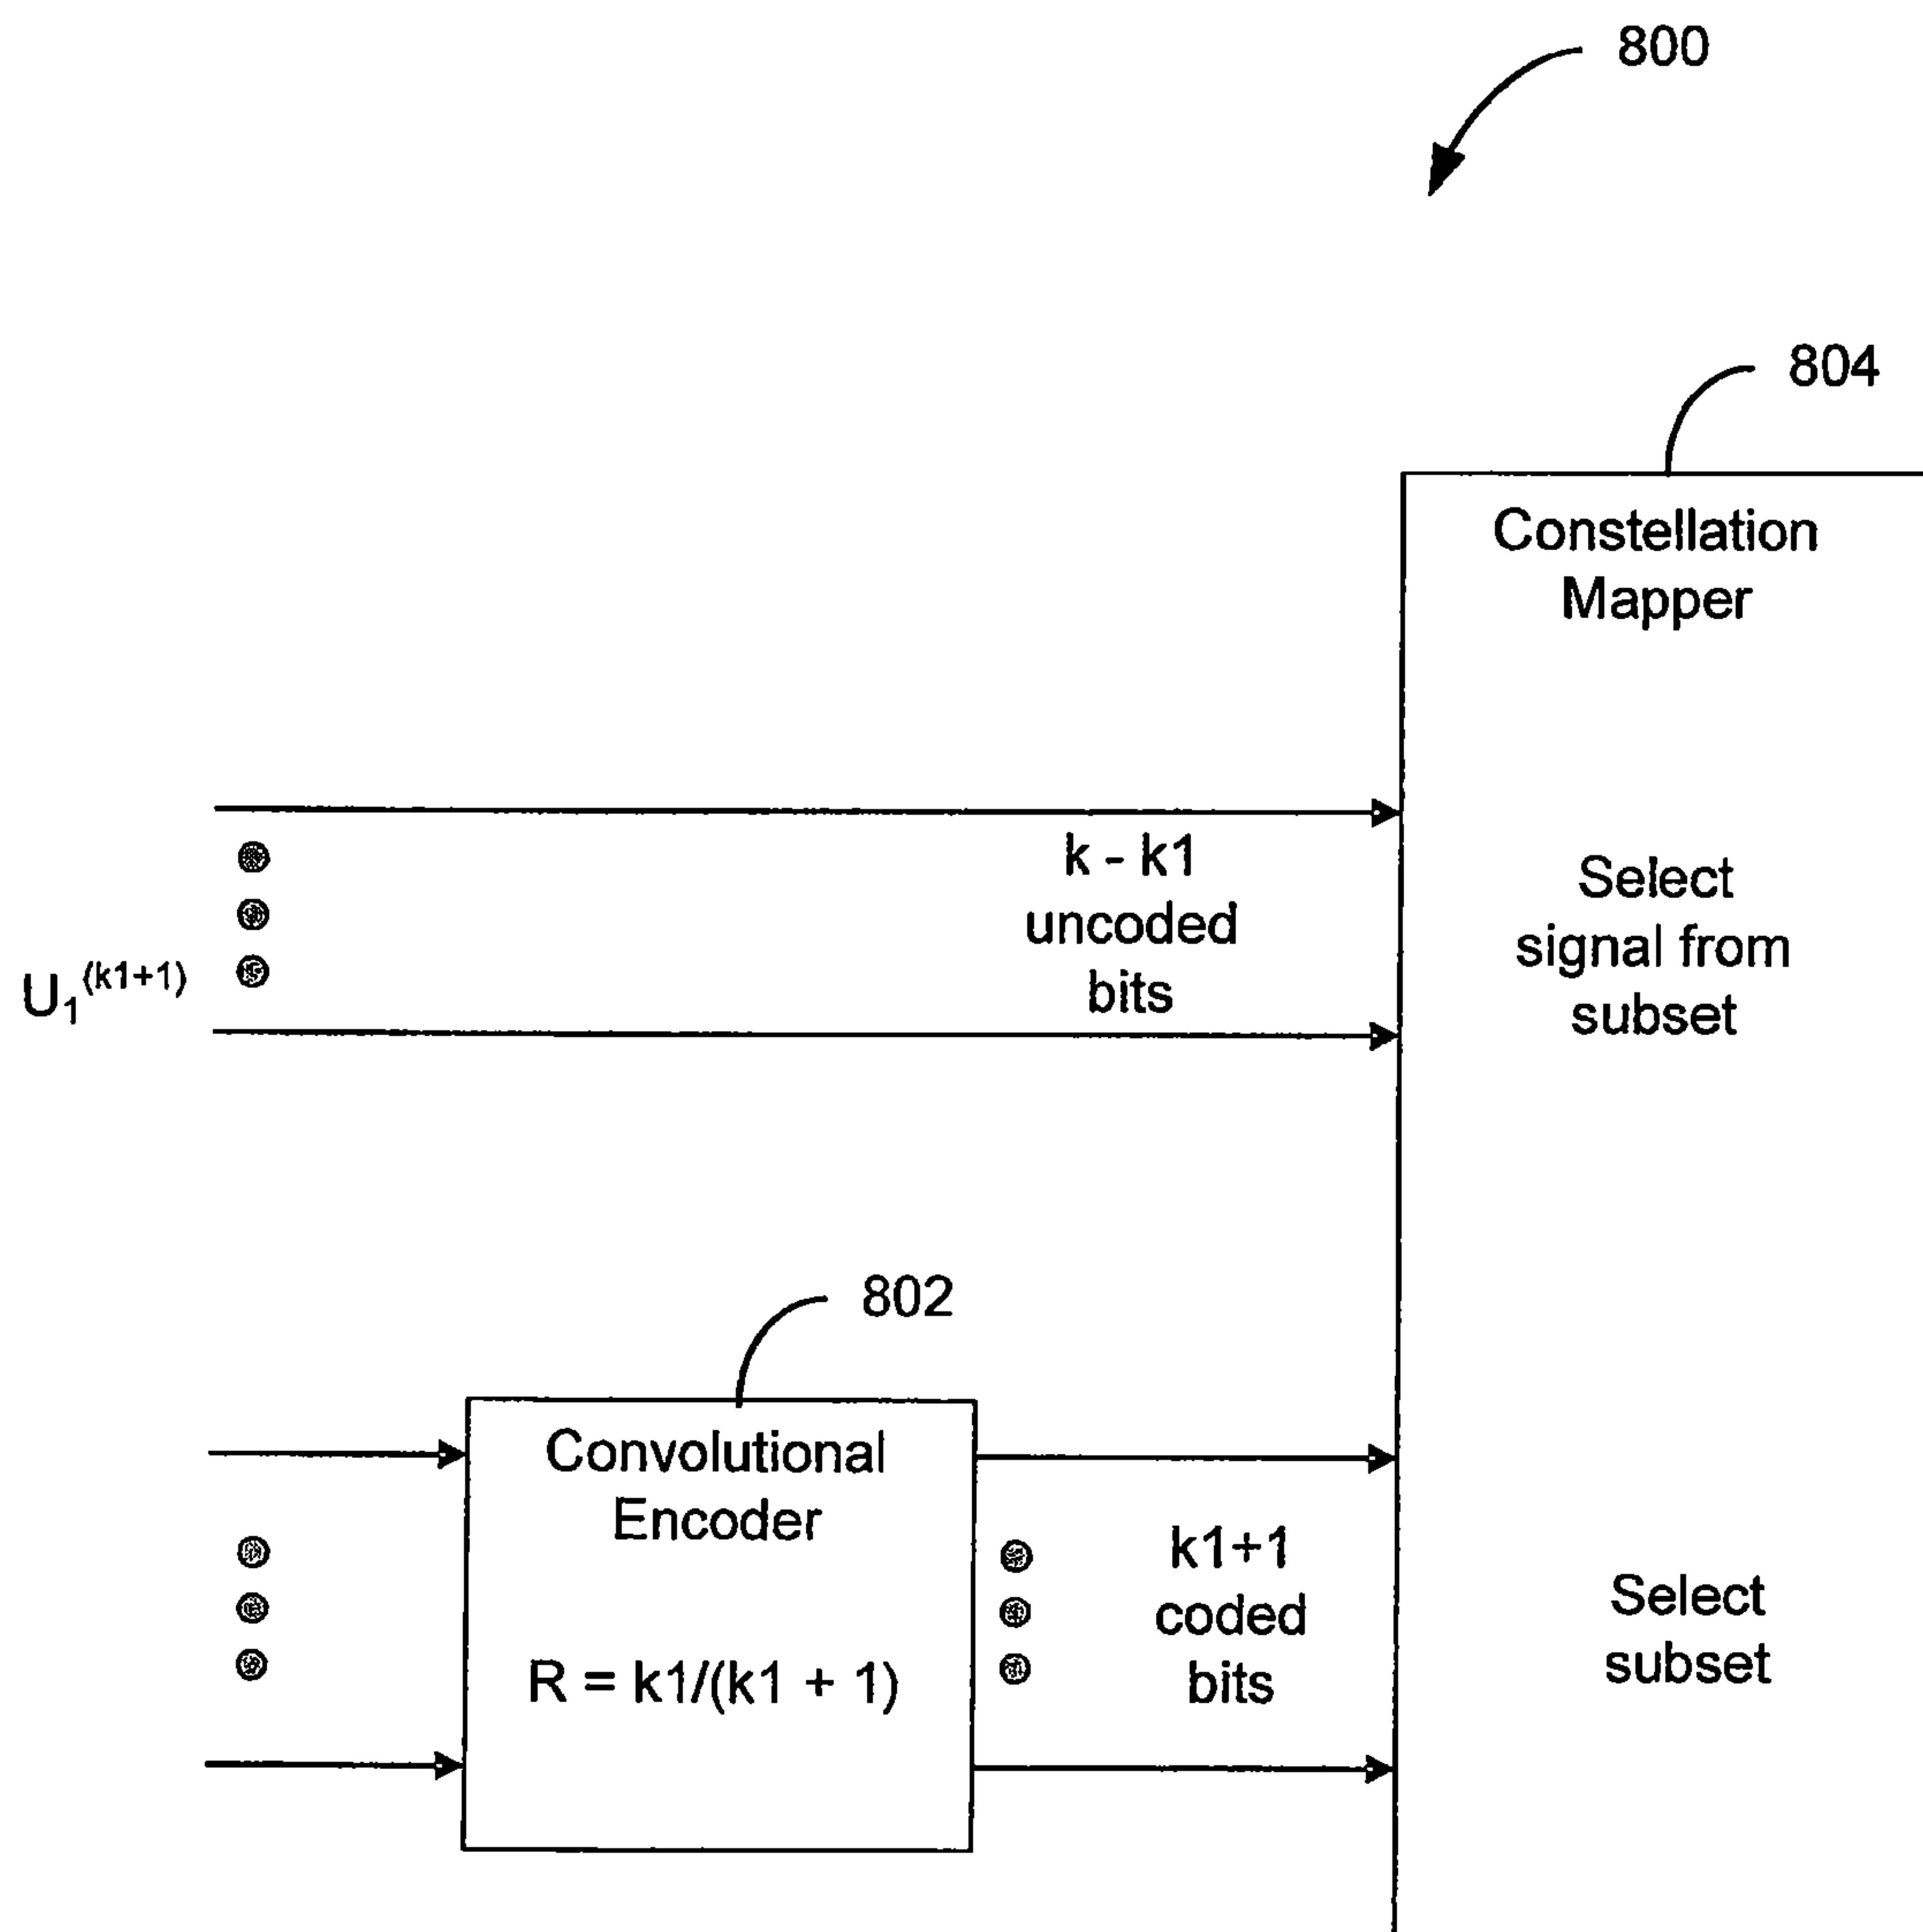 800
804
Constellation
Mapper
k - k1
uncoded
bits
U₁⁽ᵏ¹⁺¹⁾
Select
signal from
subset
802
Convolutional
Encoder
R = k1/(k1 + 1)
k1+1
coded
bits
Select
subset